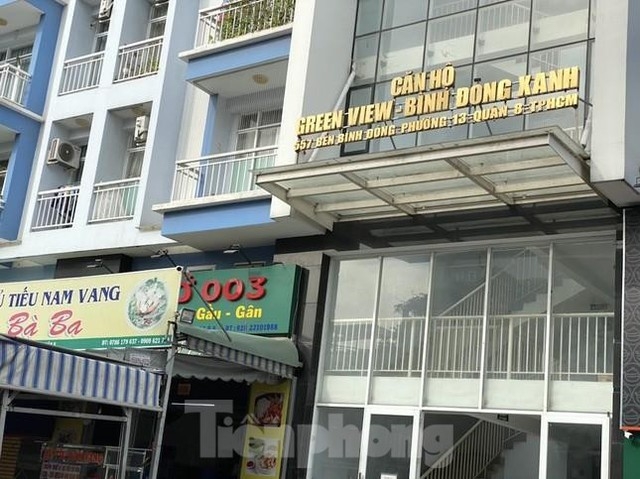 CĂN HỘ
GREEN VIEW - BÌNH ĐÔNG XANH
557 BẾN BÌNH ĐÔNG-PHƯỜNG 13-QUẬN 8-TPHCM
003
Gầu - Gân
TIẾU NAM VANG
Bà Ba
Tiền phong